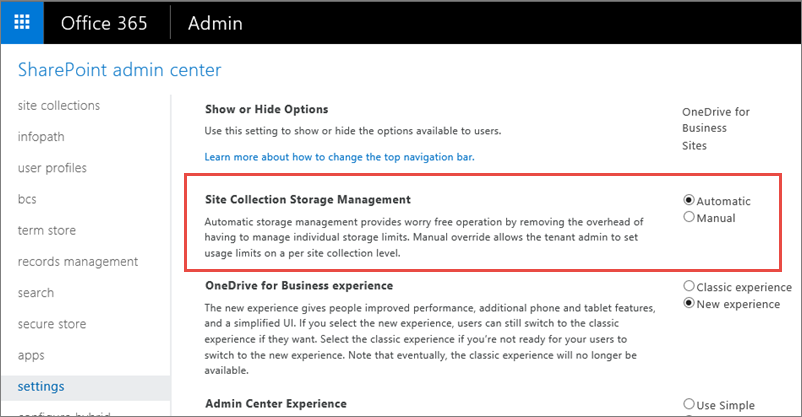 Office 365
Admin
SharePoint admin center
site collections
infopath
user profiles
bcs
term store
records management
search
secure store
apps
settings
configure hybrid
Show or Hide Options
Use this setting to show or hide the options available to users.
Learn more about how to change the top navigation bar.
OneDrive for
Business
Sites
Site Collection Storage Management
Automatic storage management provides worry free operation by removing the overhead of
having to manage individual storage limits. Manual override allows the tenant admin to set
usage limits on a per site collection level.
Automatic
Manual
OneDrive for Business experience
The new experience gives people improved performance, additional phone and tablet features,
and a simplified UI. If you select the new experience, users can still switch to the classic
experience if they want. Select the classic experience if you're not ready for your users to
switch to the new experience. Note that eventually, the classic experience will no longer be
available.
Classic experience
New experience
Admin Center Experience
Use Simple